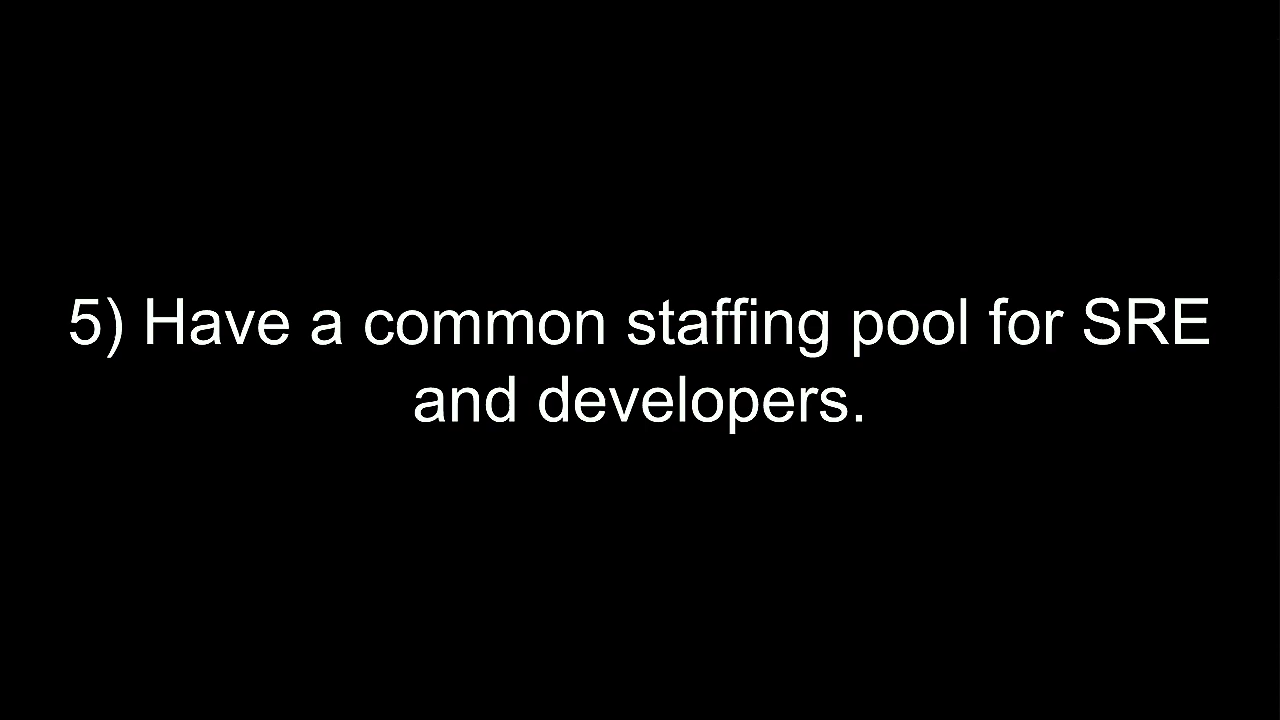 5) Have a common staffing pool for SRE
and developers.